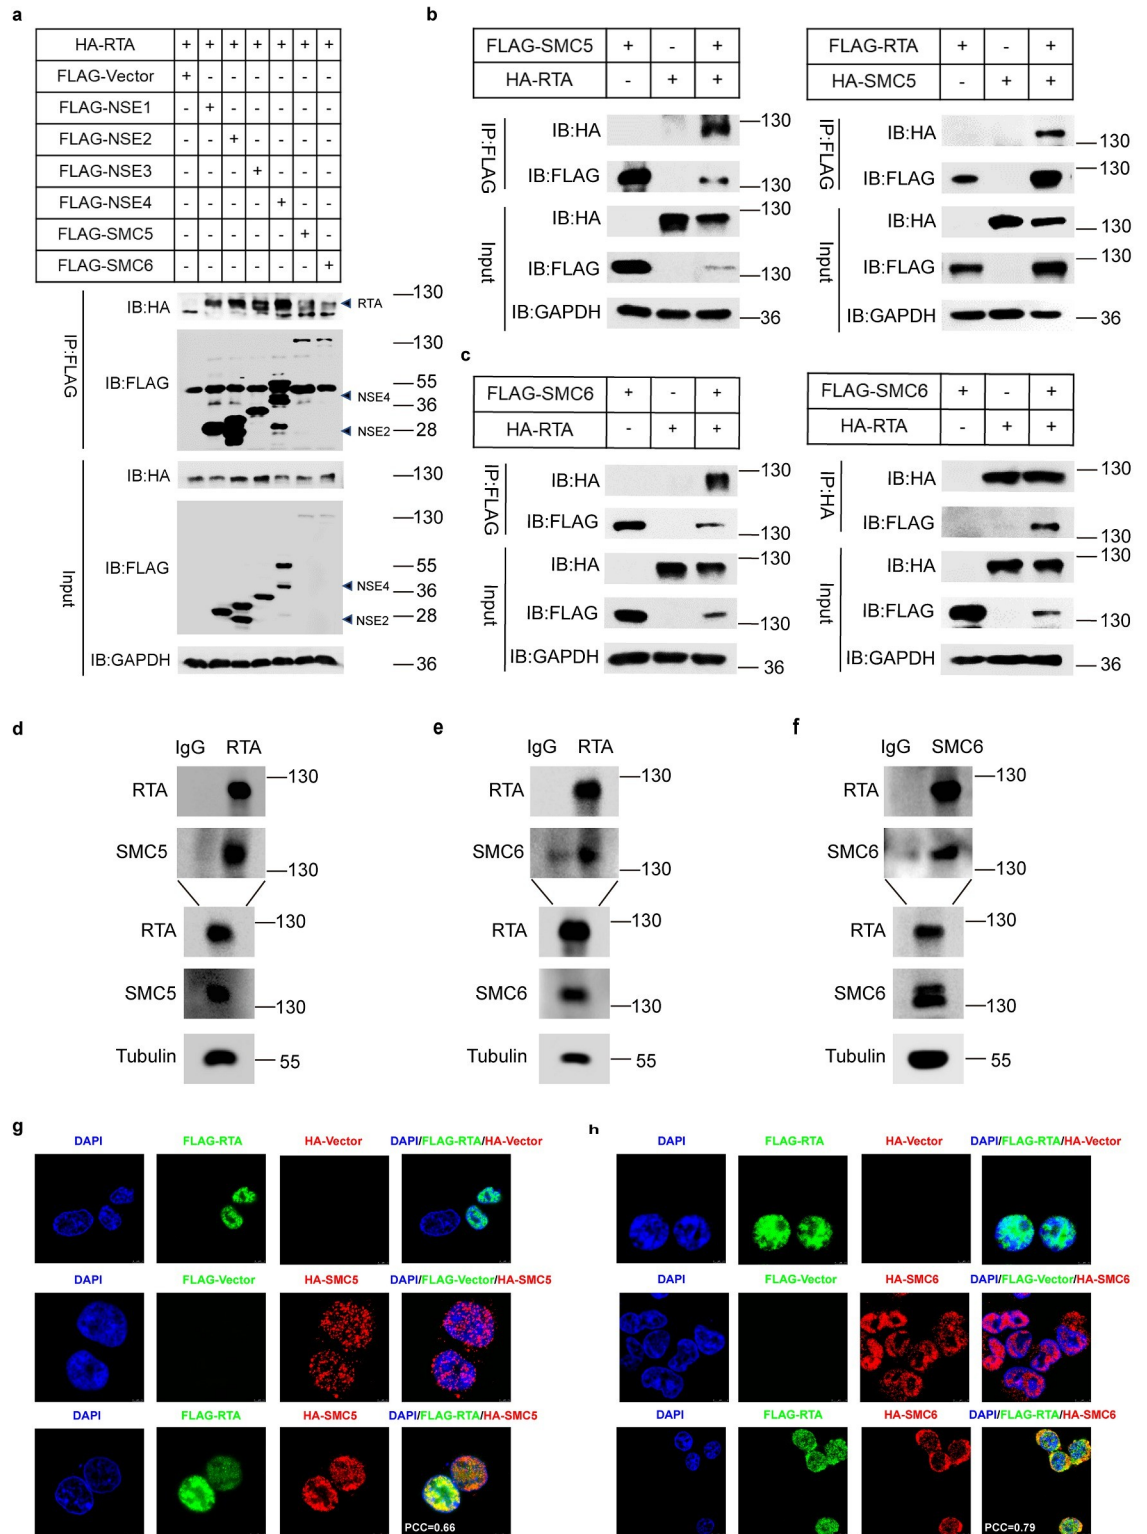 a
HA-RTA + + + + + + +
FLAG-Vector + - - - - - -
FLAG-NSE1 - + - - - - -
FLAG-NSE2 - - + - - - -
FLAG-NSE3 - - - + - - -
FLAG-NSE4 - - - - + - -
FLAG-SMC5 - - - - - + -
FLAG-SMC6 - - - - - - +
IP:FLAG
IB:HA
130
RTA
130
IB:FLAG
55
NSE4
36
NSE2
28
Input
IB:HA
130
130
IB:FLAG
55
NSE4
36
28
NSE2
IB:GAPDH
36
b
FLAG-SMC5 + - +
HA-RTA - + +
IP:FLAG
IB:HA
130
IB:FLAG
130
Input
IB:HA
130
IB:FLAG
130
IB:GAPDH
36
FLAG-RTA + - +
HA-SMC5 - + +
IP:FLAG
IB:HA
130
IB:FLAG
130
Input
IB:HA
130
IB:FLAG
130
IB:GAPDH
36
c
FLAG-SMC6 + - +
HA-RTA - + +
IP:FLAG
IB:HA
130
IB:FLAG
130
Input
IB:HA
130
IB:FLAG
130
IB:GAPDH
36
FLAG-SMC6 + - +
HA-RTA - + +
IP:HA
IB:HA
130
IB:FLAG
130
Input
IB:HA
130
IB:FLAG
130
IB:GAPDH
36
d
IgG RTA
RTA
130
SMC5
130
RTA
130
SMC5
130
Tubulin
55
e
IgG RTA
RTA
130
SMC6
130
RTA
130
SMC6
130
Tubulin
55
f
IgG SMC6
RTA
130
SMC6
130
RTA
130
SMC6
130
Tubulin
55
g
DAPI FLAG-RTA HA-Vector DAPI/FLAG-RTA/HA-Vector
DAPI FLAG-Vector HA-SMC5 DAPI/FLAG-Vector/HA-SMC5
DAPI FLAG-RTA HA-SMC5 DAPI/FLAG-RTA/HA-SMC5
PCC=0.66
h
DAPI FLAG-RTA HA-Vector DAPI/FLAG-RTA/HA-Vector
DAPI FLAG-Vector HA-SMC6 DAPI/FLAG-Vector/HA-SMC6
DAPI FLAG-RTA HA-SMC6 DAPI/FLAG-RTA/HA-SMC6
PCC=0.79